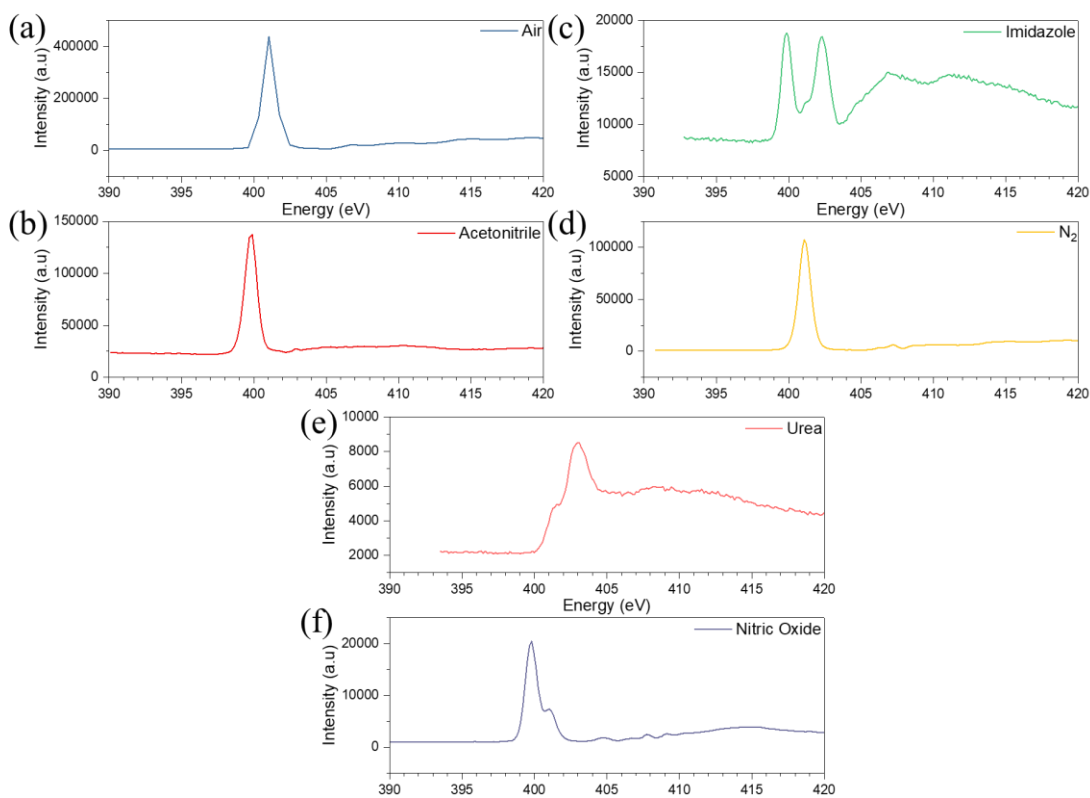 (a)
Air
Intensity (a.u)
400000
200000
0
390 395 400 405 410 415 420
Energy (eV)
(b)
Acetonitrile
Intensity (a.u)
150000
100000
50000
0
390 395 400 405 410 415 420
(c)
Imidazole
Intensity (a.u)
20000
15000
10000
5000
390 395 400 405 410 415 420
Energy (eV)
(d)
N2
Intensity (a.u)
100000
50000
0
390 395 400 405 410 415 420
(e)
Urea
Intensity (a.u)
10000
8000
6000
4000
2000
390 395 400 405 410 415 420
Energy (eV)
(f)
Nitric Oxide
Intensity (a.u)
20000
10000
0
390 395 400 405 410 415 420